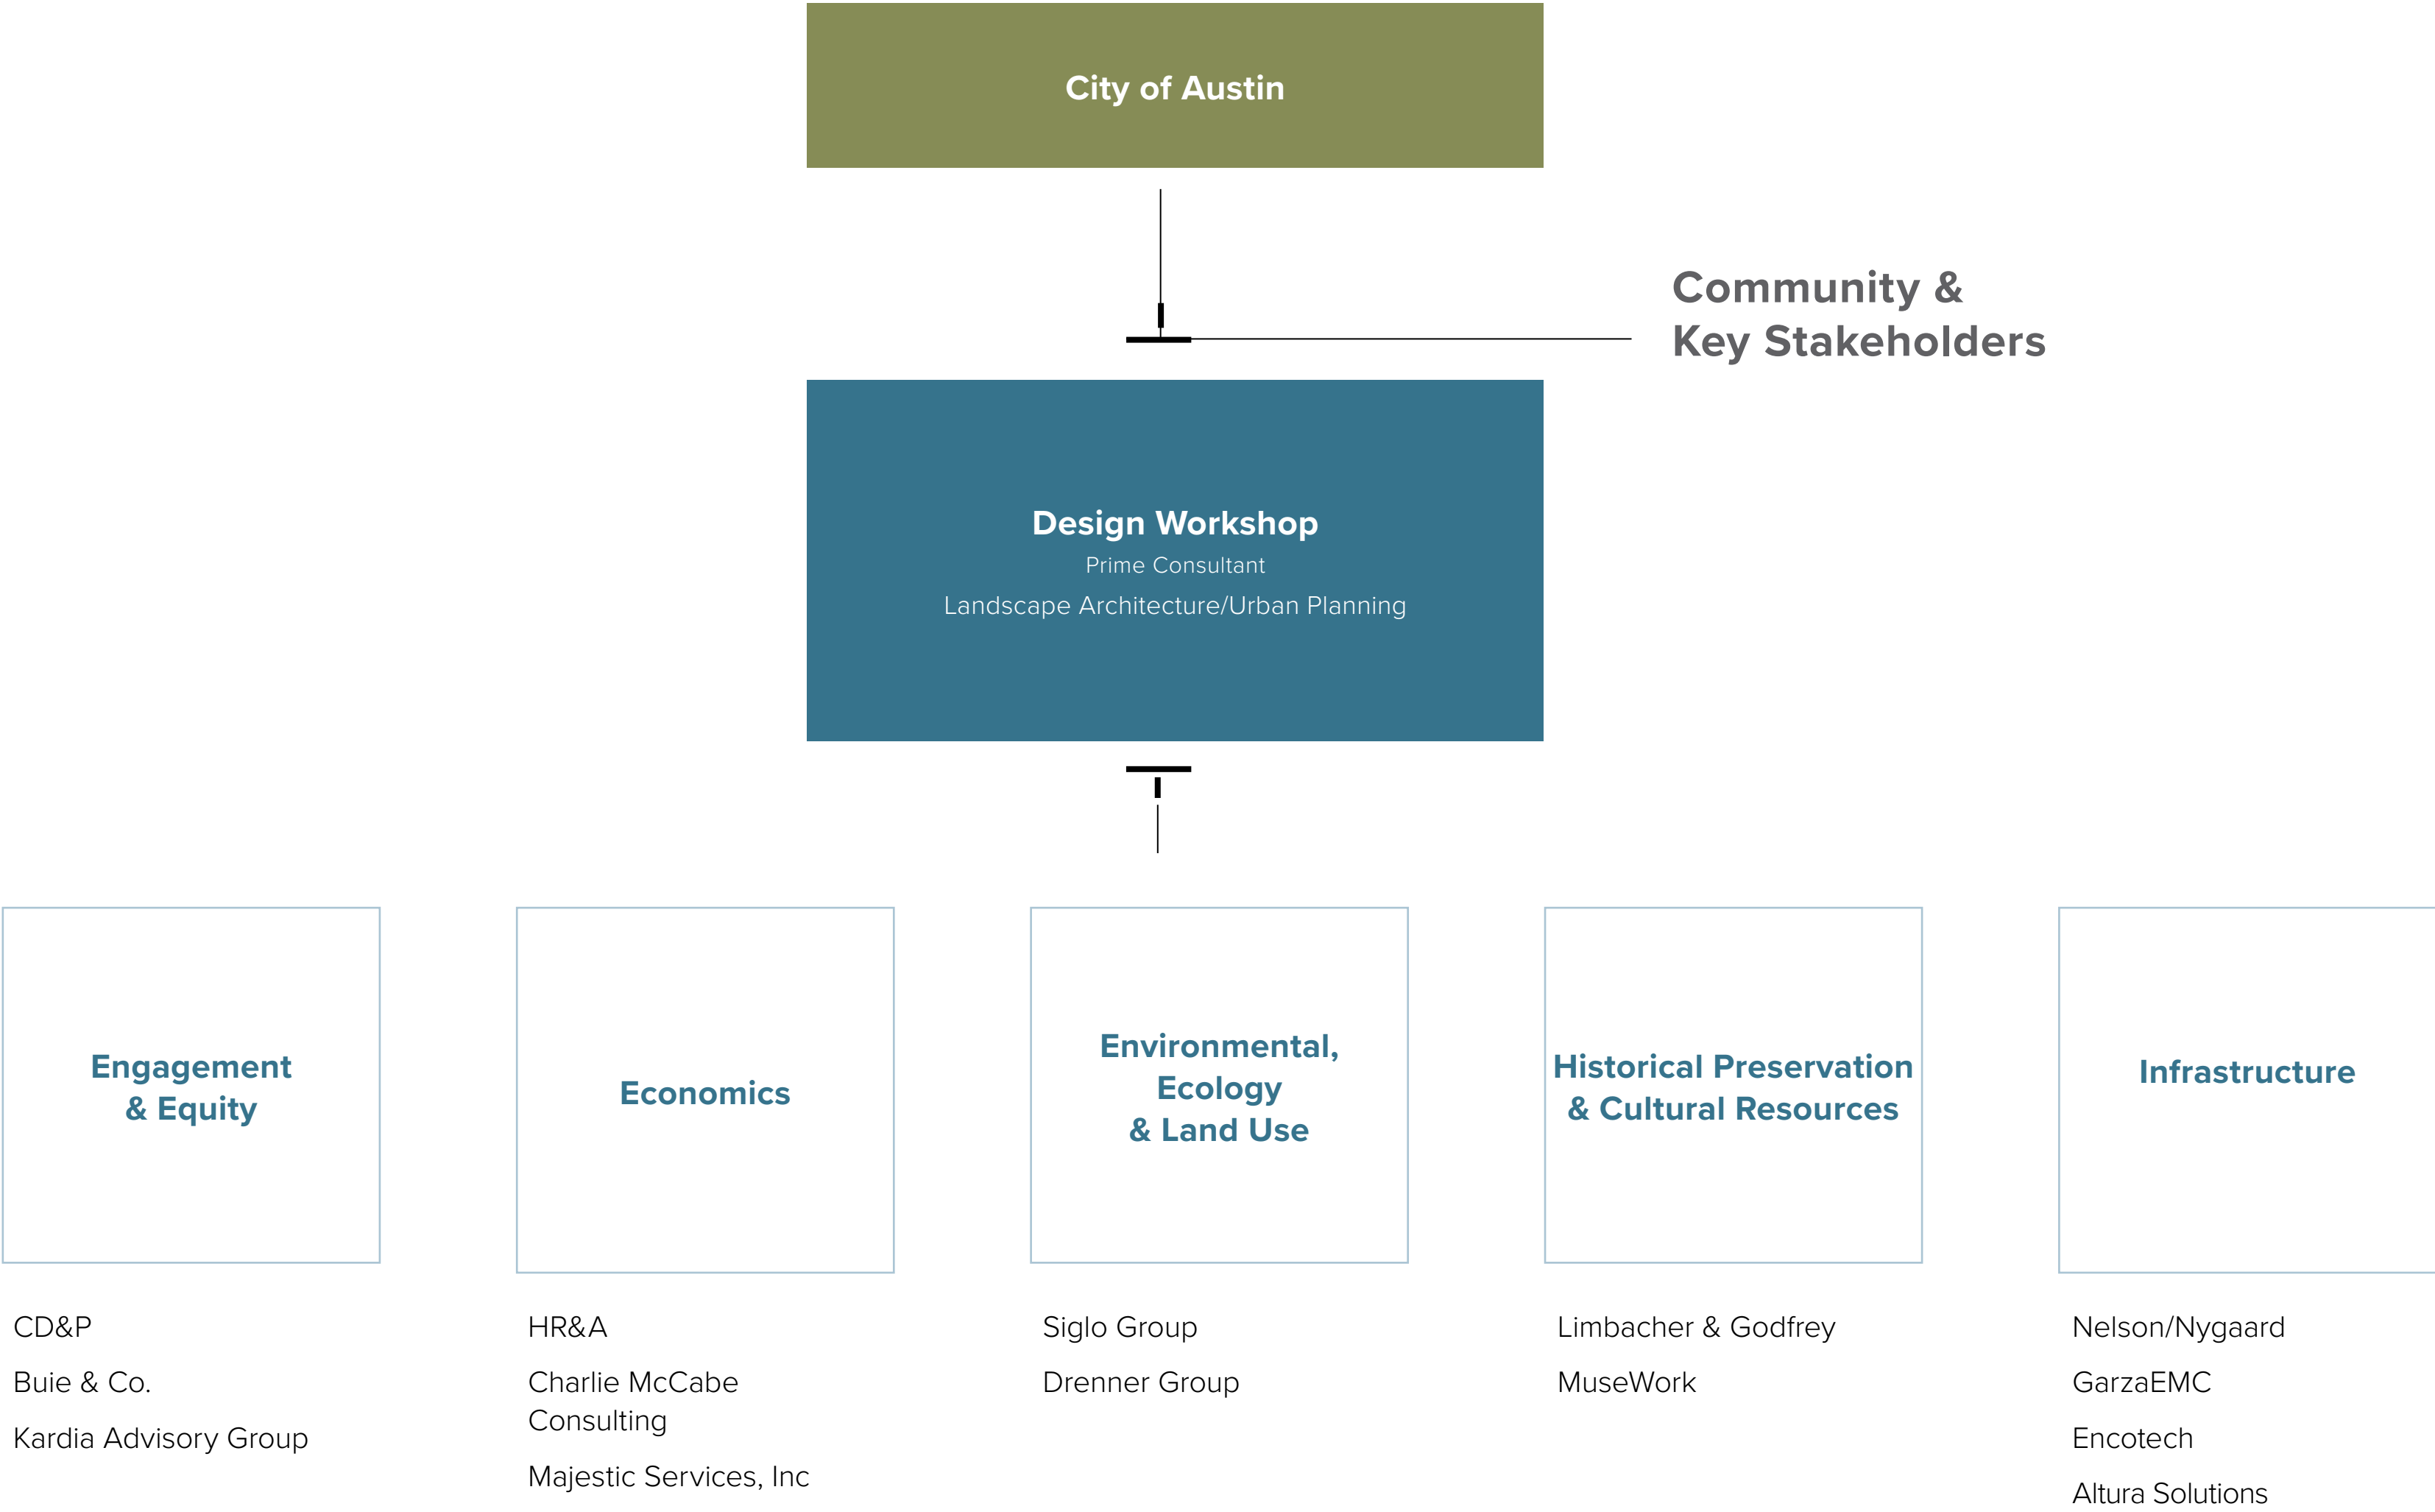 City of Austin
Community &
Key Stakeholders
Design Workshop
Prime Consultant
Landscape Architecture/Urban Planning
Engagement
& Equity
Economics
Environmental,
Ecology
& Land Use
Historical Preservation
& Cultural Resources
Infrastructure
CD&P
Buie & Co.
Kardia Advisory Group
HR&A
Charlie McCabe
Consulting
Majestic Services, Inc
Siglo Group
Drenner Group
Limbacher & Godfrey
MuseWork
Nelson/Nygaard
GarzaEMC
Encotech
Altura Solutions